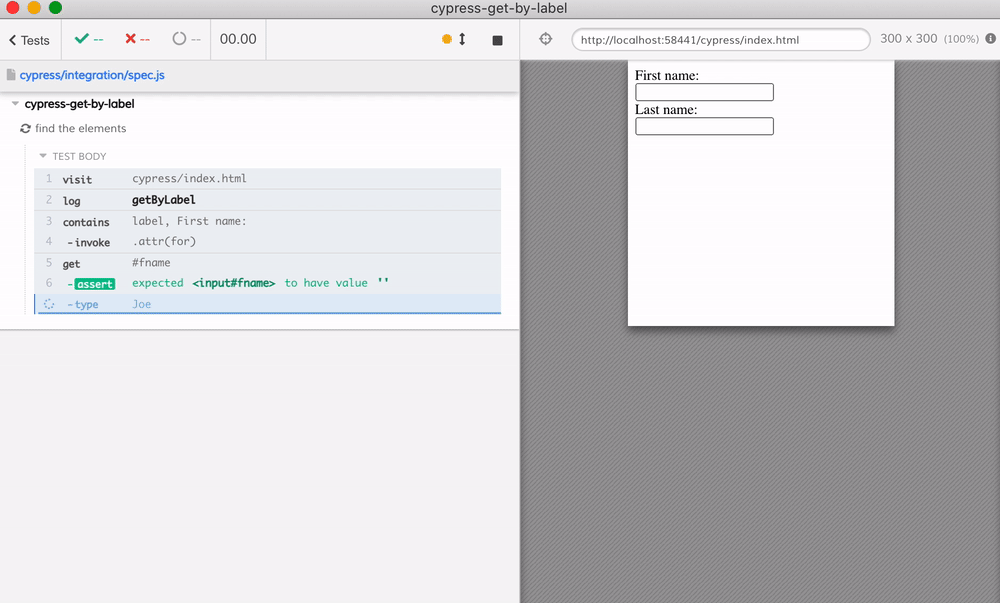 cypress-get-by-label
Tests -- -- -- 00.00
http://localhost:58441/cypress/index.html 300 x 300 (100%)
cypress/integration/spec.js
cypress-get-by-label
find the elements
TEST BODY
1 visit cypress/index.html
2 log getByLabel
3 contains label, First name:
4 -invoke .attr(for)
5 get #fname
6 -assert expected <input#fname> to have value ''
-type Joe
First name:
Last name: